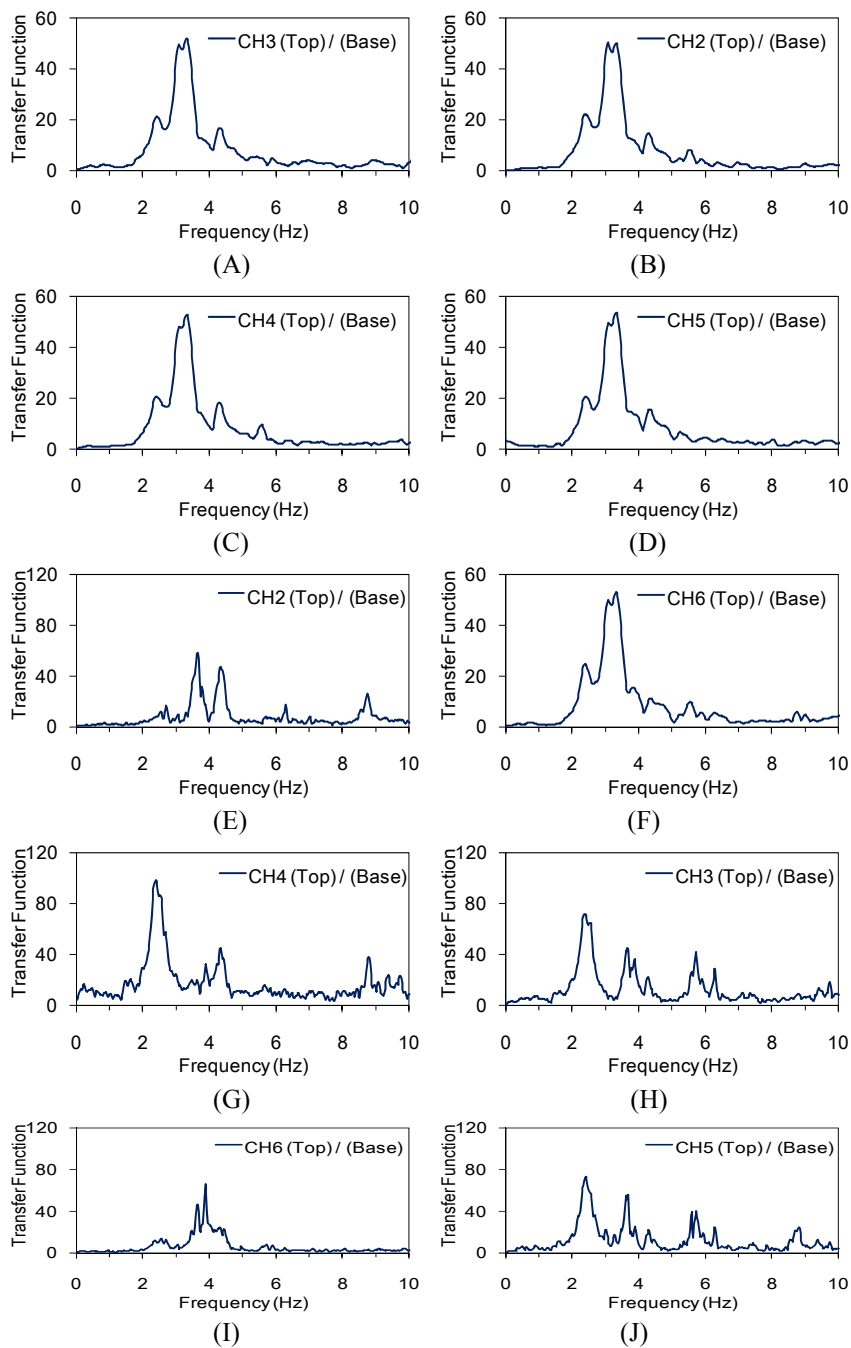 60
40
20
0
Transfer Function
CH3 (Top) / (Base)
0 2 4 6 8 10
Frequency (Hz)
(A)
60
40
20
0
Transfer Function
CH2 (Top) / (Base)
0 2 4 6 8 10
Frequency (Hz)
(B)
60
40
20
0
Transfer Function
CH4 (Top) / (Base)
0 2 4 6 8 10
Frequency (Hz)
(C)
60
40
20
0
Transfer Function
CH5 (Top) / (Base)
0 2 4 6 8 10
Frequency (Hz)
(D)
120
80
40
0
Transfer Function
CH2 (Top) / (Base)
0 2 4 6 8 10
Frequency (Hz)
(E)
60
40
20
0
Transfer Function
CH6 (Top) / (Base)
0 2 4 6 8 10
Frequency (Hz)
(F)
120
80
40
0
Transfer Function
CH4 (Top) / (Base)
0 2 4 6 8 10
Frequency (Hz)
(G)
120
80
40
0
Transfer Function
CH3 (Top) / (Base)
0 2 4 6 8 10
Frequency (Hz)
(H)
120
80
40
0
Transfer Function
CH6 (Top) / (Base)
0 2 4 6 8 10
Frequency (Hz)
(I)
120
80
40
0
Transfer Function
CH5 (Top) / (Base)
0 2 4 6 8 10
Frequency (Hz)
(J)